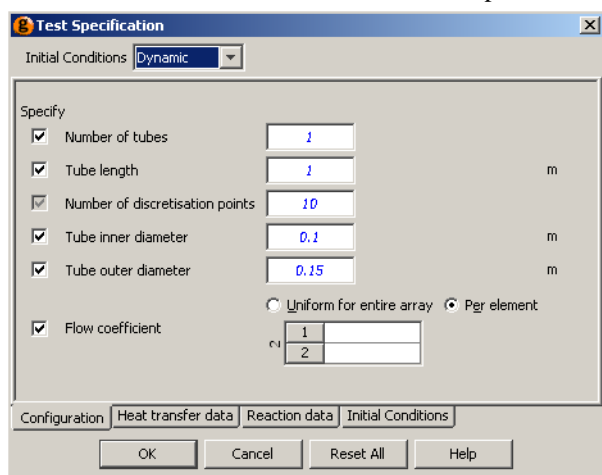 Test Specification
Initial Conditions Dynamic
Specify
Number of tubes 1
Tube length 1 m
Number of discretisation points 10
Tube inner diameter 0.1 m
Tube outer diameter 0.15 m
Uniform for entire array Per element
Flow coefficient
2
1
2
Configuration Heat transfer data Reaction data Initial Conditions
OK Cancel Reset All Help